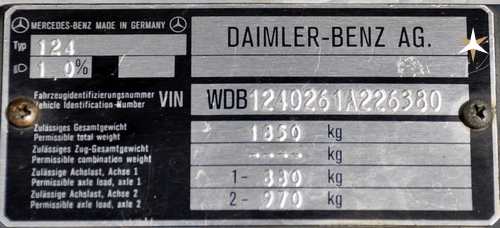 MERCEDES-BENZ MADE IN GERMANY
DAIMLER-BENZ AG.
Typ 124
1,0%
Fahrzeugidentifizierungsnummer
Vehicle Identification-Number VIN WDB1240261A226380
Zulässiges Gesamtgewicht
Permissible total weight 1850 kg
Zulässiges Zug-Gesamtgewicht
Permissible combination weight ---- kg
Zulässige Achslast, Achse 1
Permissible axle load, axle 1 1- 880 kg
Zulässige Achslast, Achse 2
Permissible axle load, axle 2 2- 970 kg